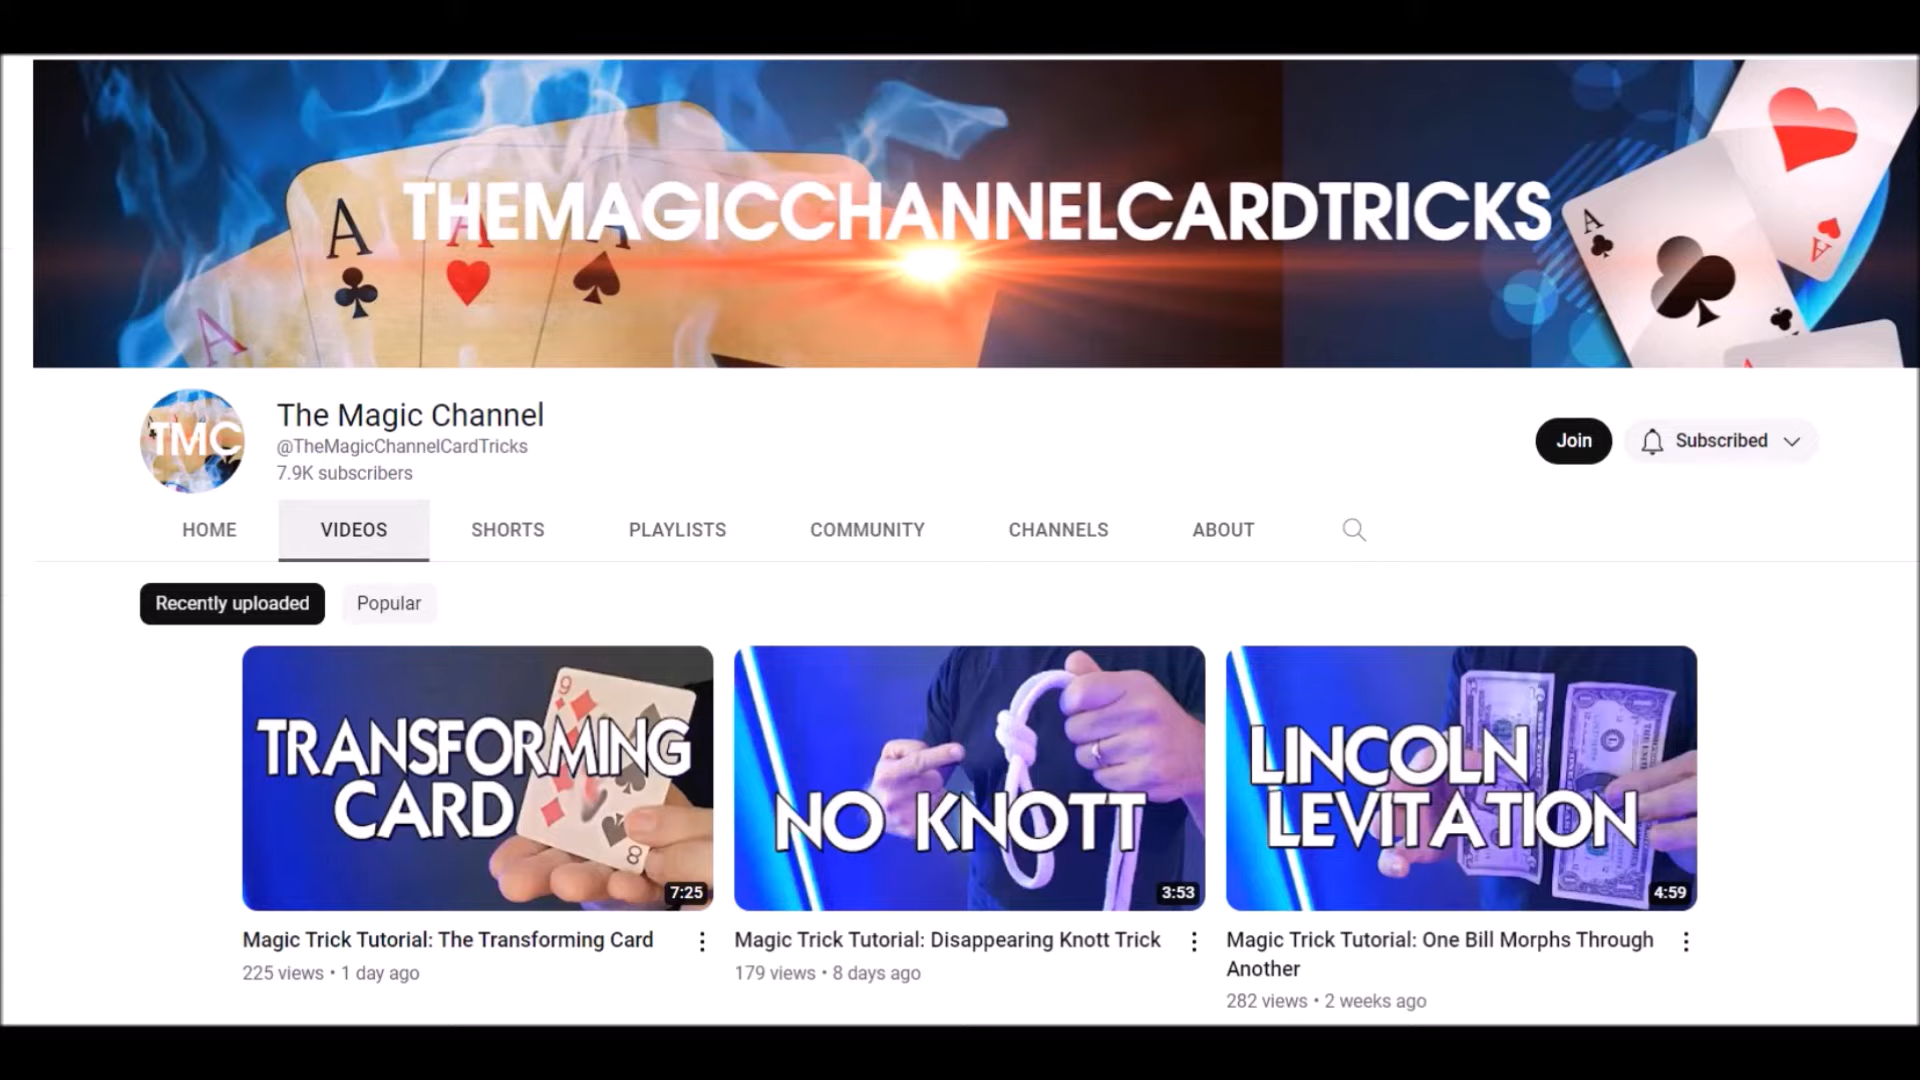 THEMAGICCHANNELCARDTRICKS
A
A
A
A
A
A
TMC
The Magic Channel
@TheMagicChannelCardTricks
7.9K subscribers
Join
Subscribed
HOME
VIDEOS
SHORTS
PLAYLISTS
COMMUNITY
CHANNELS
ABOUT
Recently uploaded
Popular
9
TRANSFORMING
CARD
8
7:25
NO KNOTT
3:53
LINCOLN
LEVITATION
1
4:59
Magic Trick Tutorial: The Transforming Card
225 views • 1 day ago
Magic Trick Tutorial: Disappearing Knott Trick
179 views • 8 days ago
Magic Trick Tutorial: One Bill Morphs Through
Another
282 views • 2 weeks ago